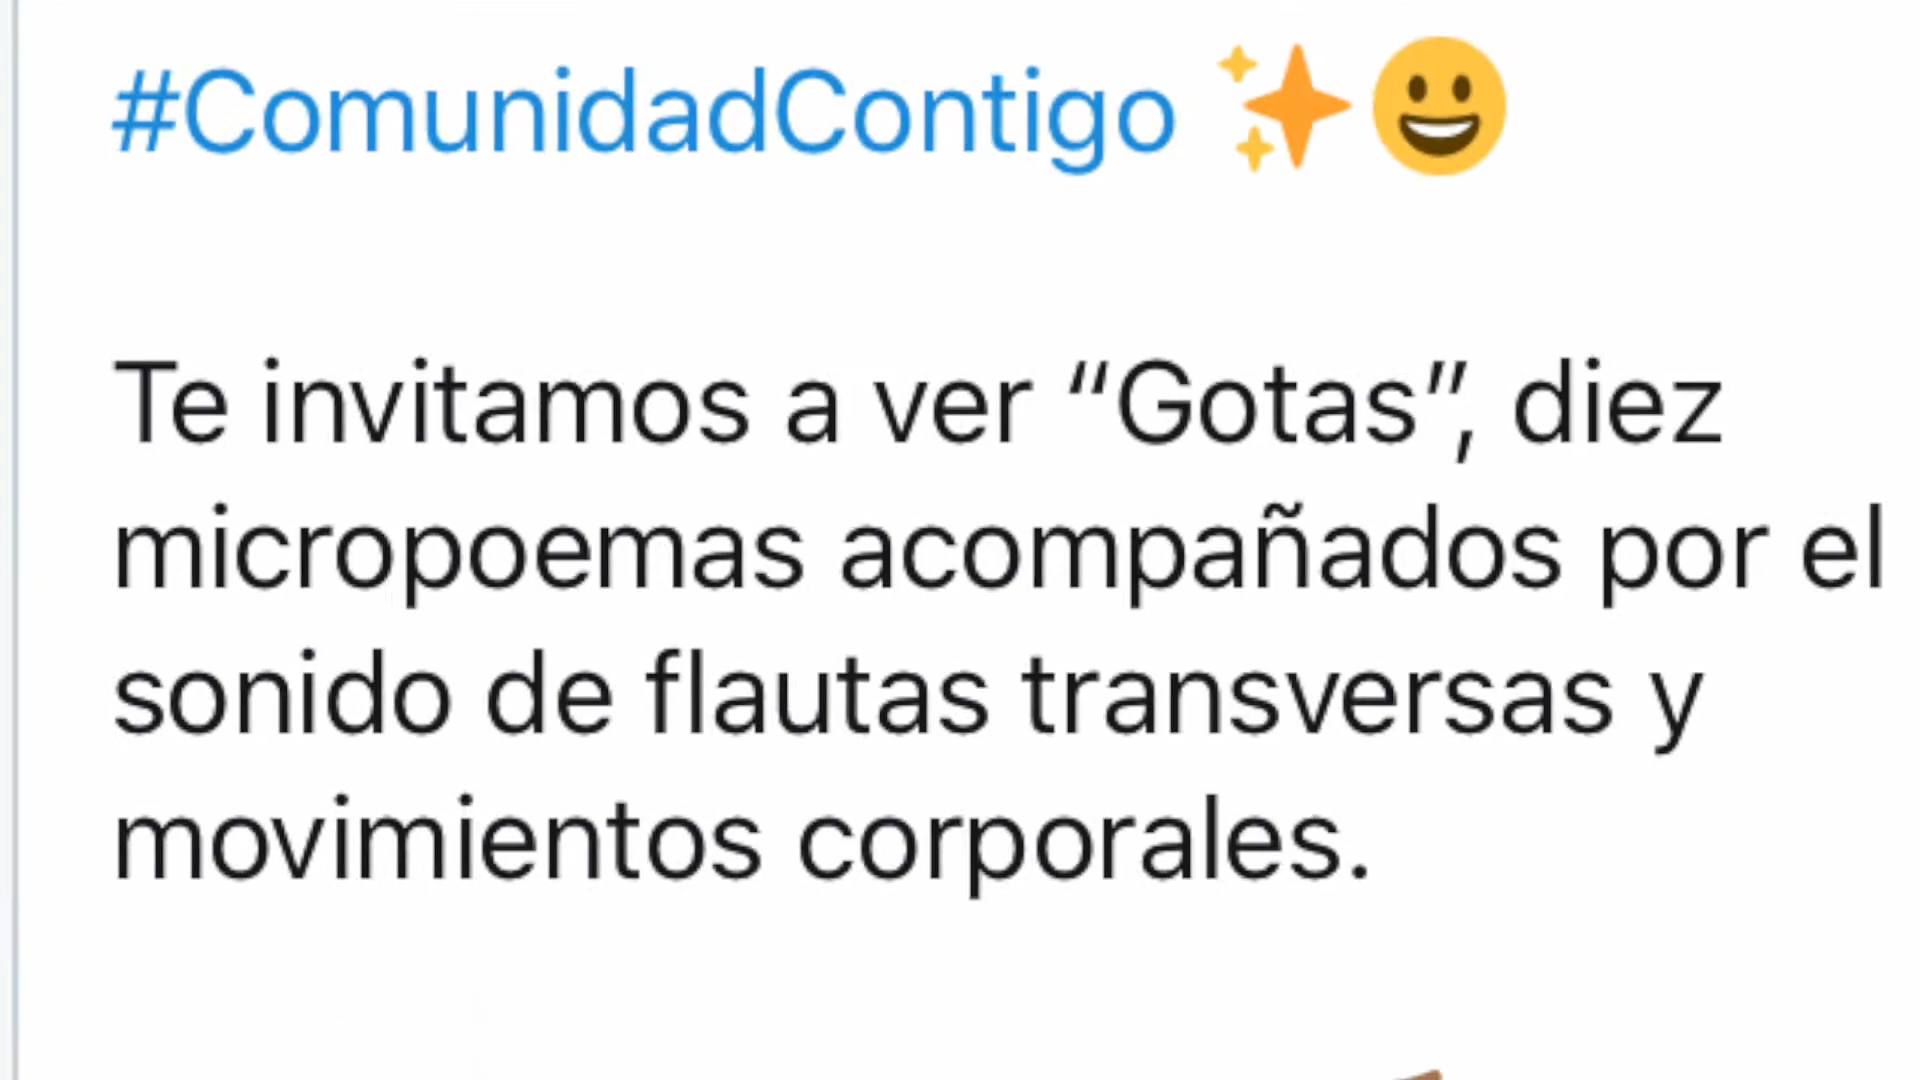 #ComunidadContigo ✨😀
Te invitamos a ver “Gotas”, diez
micropoemas acompañados por el
sonido de flautas transversas y
movimientos corporales.